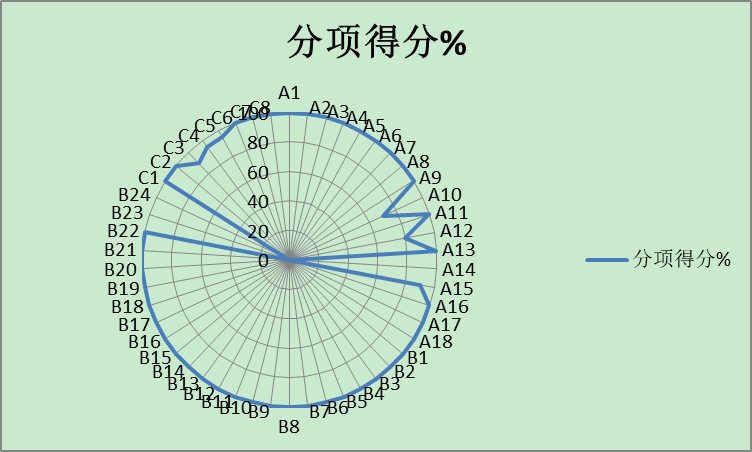 分项得分%
A1
A2
A3
A4
A5
A6
A7
A8
A9
A10
A11
A12
A13
A14
A15
A16
A17
A18
B1
B2
B3
B4
B5
B6
B7
B8
B9
B10
B11
B12
B13
B14
B15
B16
B17
B18
B19
B20
B21
B22
B23
B24
C1
C2
C3
C4
C5
C6
C7
C8
100
80
60
40
20
0
分项得分%